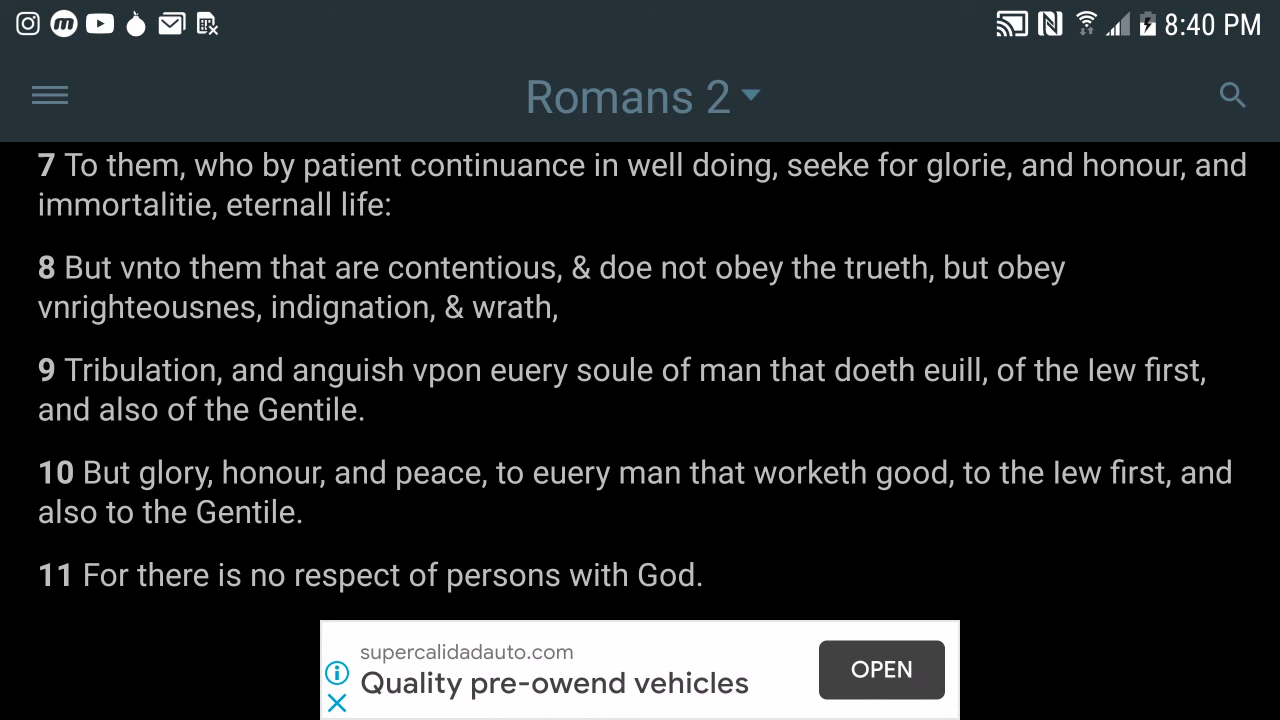 8:40 PM
Romans 2
7 To them, who by patient continuance in well doing, seeke for glorie, and honour, and
immortalitie, eternall life:
8 But vnto them that are contentious, & doe not obey the trueth, but obey
vnrighteousnes, indignation, & wrath,
9 Tribulation, and anguish vpon euery soule of man that doeth euill, of the Iew first,
and also of the Gentile.
10 But glory, honour, and peace, to euery man that worketh good, to the Iew first, and
also to the Gentile.
11 For there is no respect of persons with God.
supercalidadauto.com
Quality pre-owend vehicles
OPEN